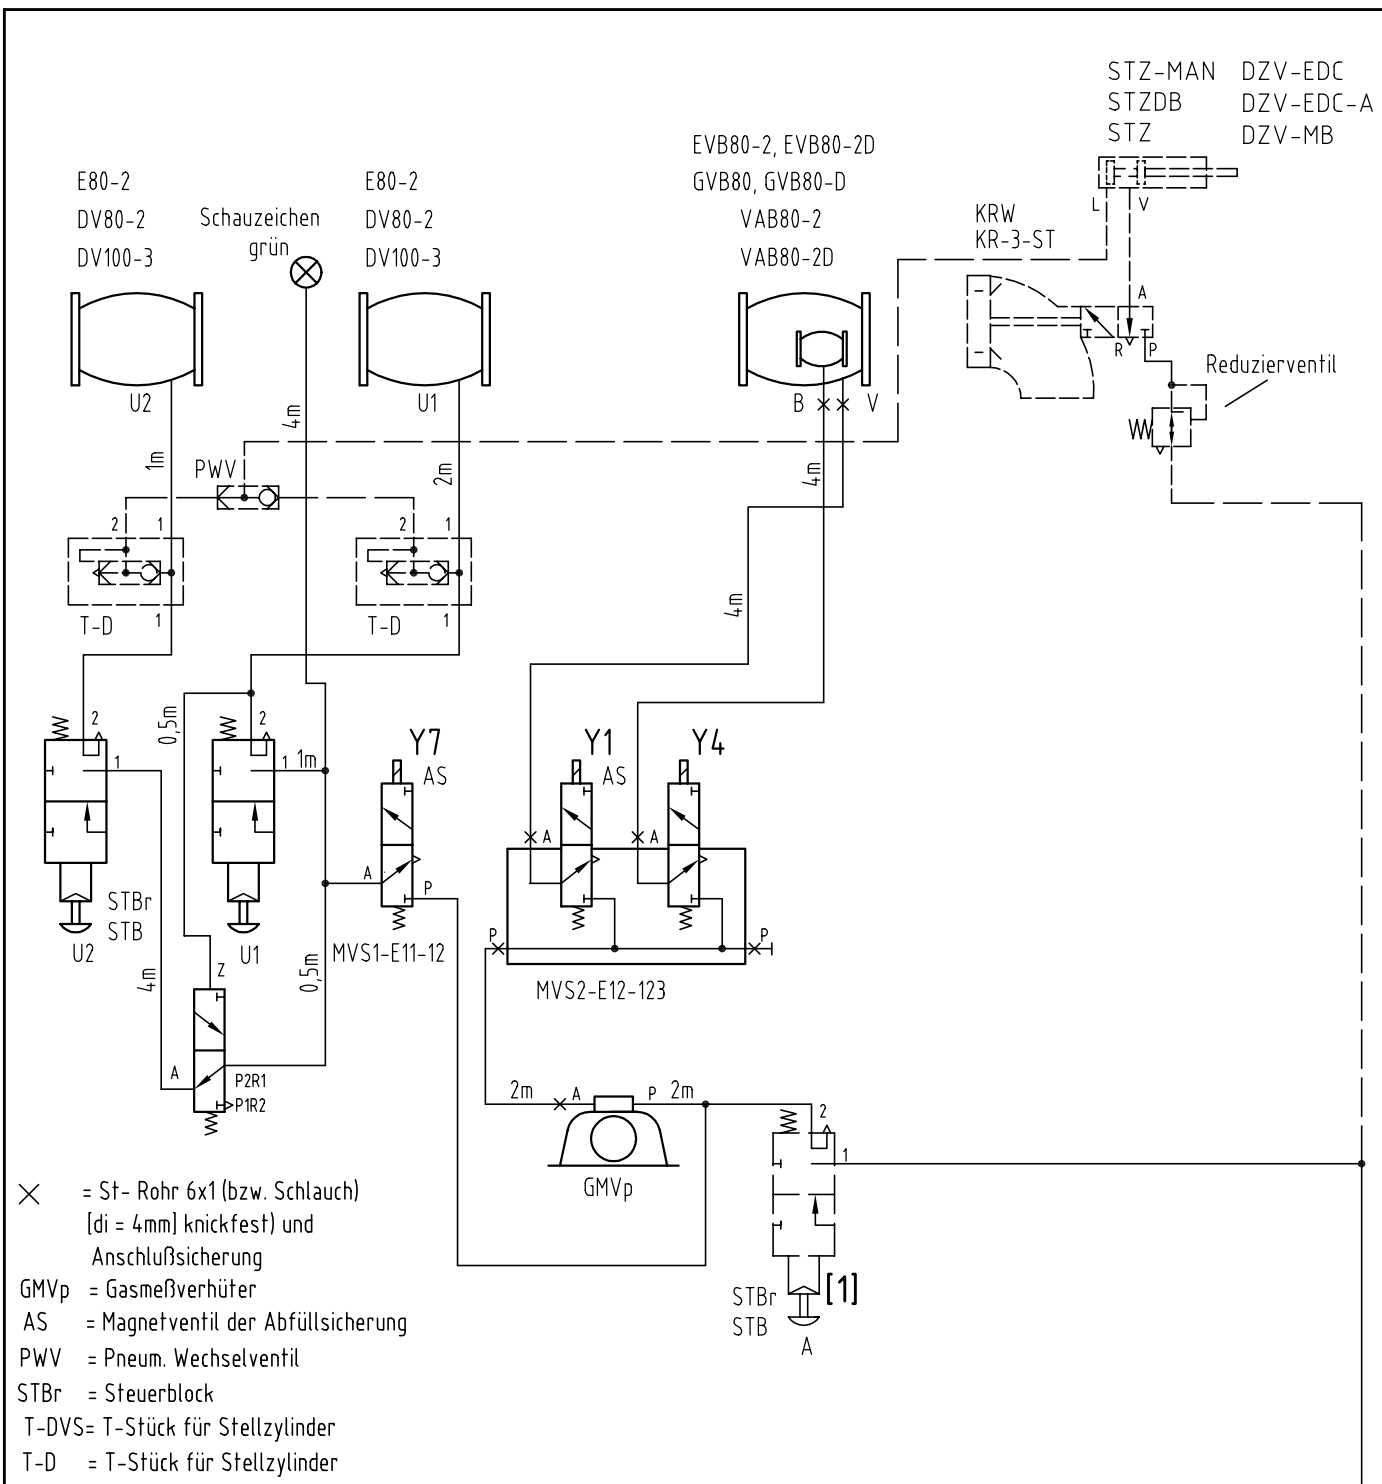 STZ-MAN DZV-EDC
STZDB DZV-EDC-A
STZ DZV-MB
EVB80-2, EVB80-2D
GVB80, GVB80-D
VAB80-2
VAB80-2D
E80-2
DV80-2
DV100-3
Schauzeichen
grün
E80-2
DV80-2
DV100-3
KRW
KR-3-ST
L V
A
R P
Reduzierventil
U2
U1
B V
4m
1m
PWV
2m
4m
2 1
2 1
T-D 1
T-D 1
4m
0,5m
2
1
2
1 1m
Y7
AS
Y1
AS
Y4
A
A
A P
STBr
STB
U2
U1
MVS1-E11-12
P
P
MVS2-E12-123
4m
Z
0,5m
A
P2R1
P1R2
2m A P 2m
GMVp
2
1
[1]
STBr
STB
A
= St- Rohr 6x1 (bzw. Schlauch)
[di = 4mm] knickfest) und
Anschlußsicherung
GMVp = Gasmeßverhüter
AS = Magnetventil der Abfüllsicherung
PWV = Pneum. Wechselventil
STBr = Steuerblock
T-DVS= T-Stück für Stellzylinder
T-D = T-Stück für Stellzylinder